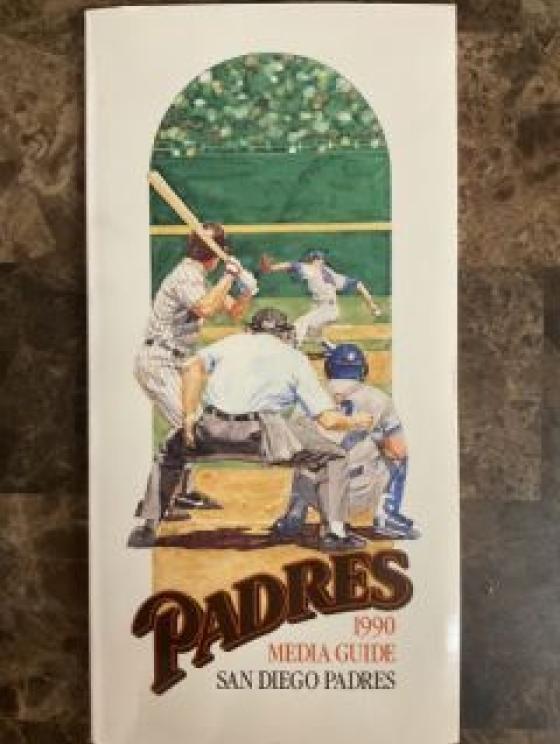 PADRES
1990
MEDIA GUIDE
SAN DIEGO PADRES